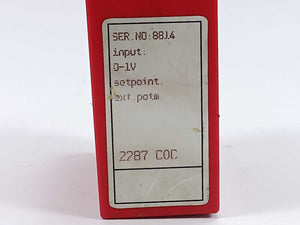 SER.NO:8814
input:
0-1V
setpoint.
ext.potm
2287 COC